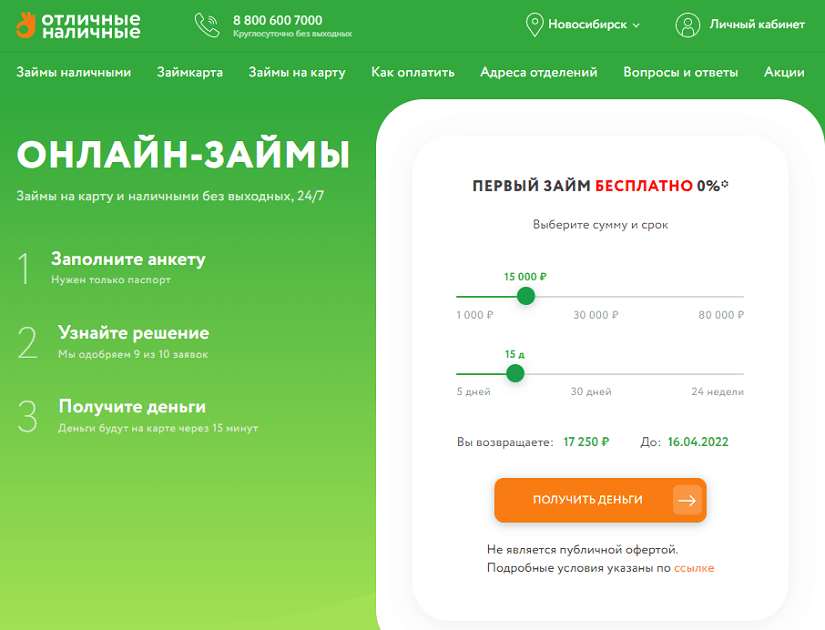 отличные
наличные
8 800 600 7000
Круглосуточно без выходных
Новосибирск
Личный кабинет
Займы наличными
Займкарта
Займы на карту
Как оплатить
Адреса отделений
Вопросы и ответы
Акции
ОНЛАЙН-ЗАЙМЫ
Займы на карту и наличными без выходных, 24/7
1
Заполните анкету
Нужен только паспорт
2
Узнайте решение
Мы одобряем 9 из 10 заявок
3
Получите деньги
Деньги будут на карте через 15 минут
ПЕРВЫЙ ЗАЙМ БЕСПЛАТНО 0%*
Выберите сумму и срок
15 000 ₽
1 000 ₽
30 000 ₽
80 000 ₽
15 д
5 дней
30 дней
24 недели
Вы возвращаете: 17 250 ₽
До: 16.04.2022
ПОЛУЧИТЬ ДЕНЬГИ
Не является публичной офертой.
Подробные условия указаны по ссылке